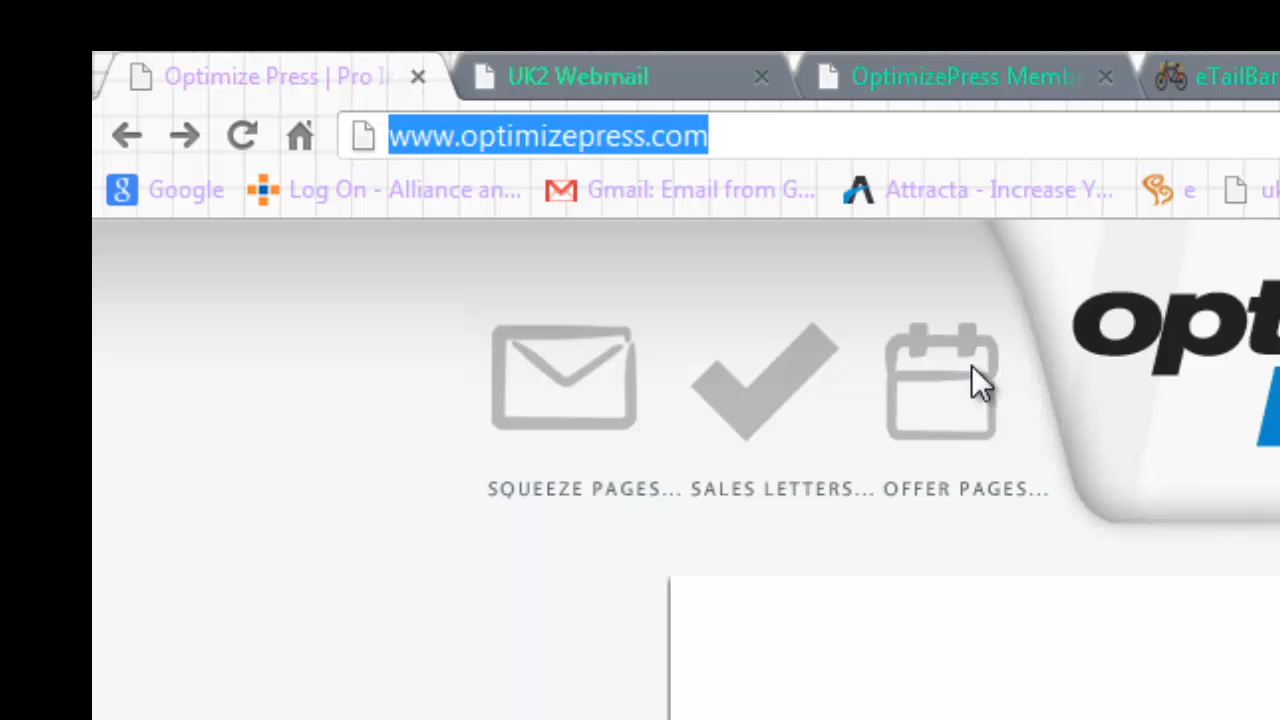 Optimize Press | Pro I
UK2 Webmail
OptimizePress Memb
eTailBar
www.optimizepress.com
Google
Log On - Alliance an...
Gmail: Email from G...
Attracta - Increase Y...
e
uk
SQUEEZE PAGES... SALES LETTERS... OFFER PAGES...
opt